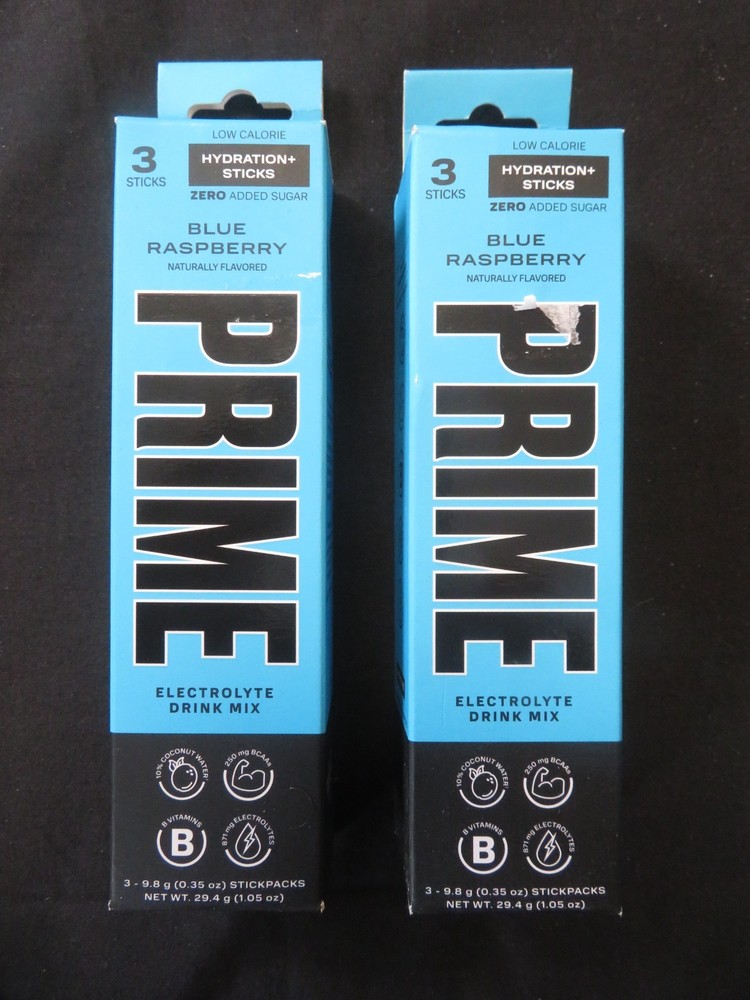 LOW CALORIE
3
STICKS
HYDRATION+
STICKS
ZERO ADDED SUGAR
BLUE
RASPBERRY
NATURALLY FLAVORED
PRIME
ELECTROLYTE
DRINK MIX
10% COCONUT WATER*
250 mg BCAAs
B VITAMINS
B
871 mg ELECTROLYTES
3 - 9.8 g (0.35 oz) STICKPACKS
NET WT. 29.4 g (1.05 oz)
LOW CALORIE
3
STICKS
HYDRATION+
STICKS
ZERO ADDED SUGAR
BLUE
RASPBERRY
NATURALLY FLAVORED
PRIME
ELECTROLYTE
DRINK MIX
10% COCONUT WATER*
250 mg BCAAs
B VITAMINS
B
871 mg ELECTROLYTES
3 - 9.8 g (0.35 oz) STICKPACKS
NET WT. 29.4 g (1.05 oz)